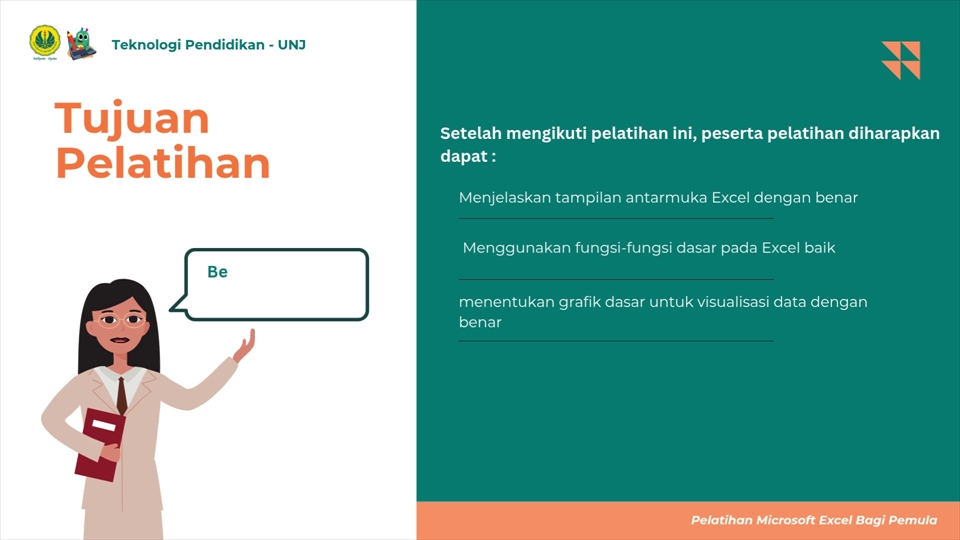 Teknologi Pendidikan - UNJ
Tujuan
Pelatihan
Be
Setelah mengikuti pelatihan ini, peserta pelatihan diharapkan
dapat :
Menjelaskan tampilan antarmuka Excel dengan benar
Menggunakan fungsi-fungsi dasar pada Excel baik
menentukan grafik dasar untuk visualisasi data dengan
benar
Pelatihan Microsoft Excel Bagi Pemula